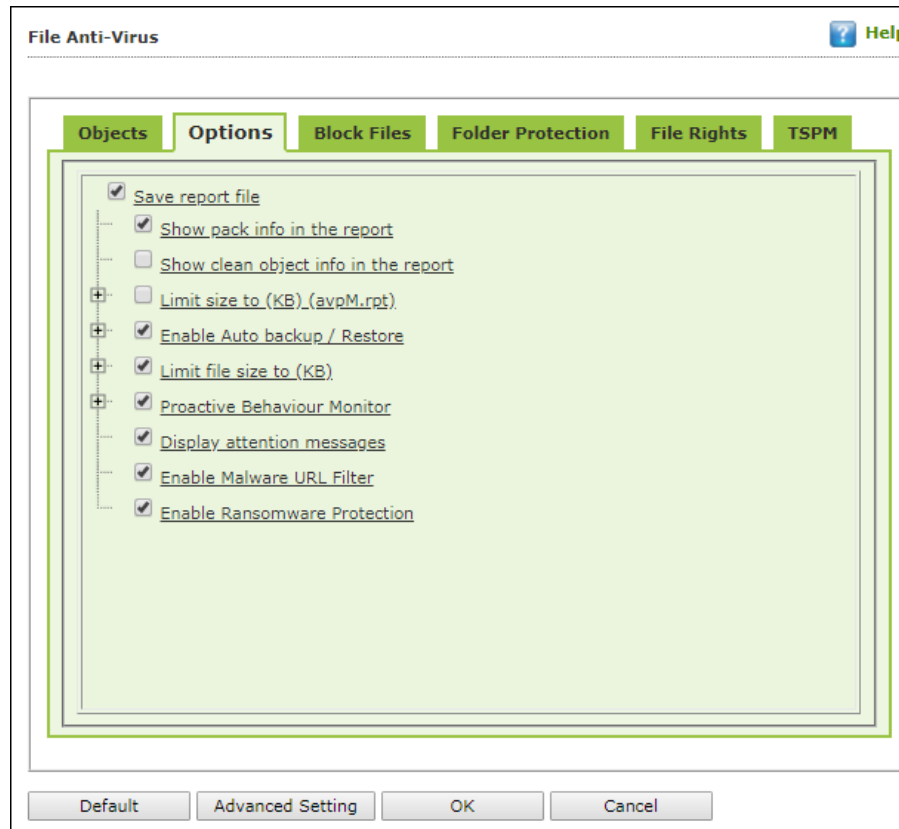 File Anti-Virus
Help
Objects Options Block Files Folder Protection File Rights TSPM
Save report file
Show pack info in the report
Show clean object info in the report
Limit size to (KB) (avpM.rpt)
Enable Auto backup / Restore
Limit file size to (KB)
Proactive Behaviour Monitor
Display attention messages
Enable Malware URL Filter
Enable Ransomware Protection
Default Advanced Setting OK Cancel